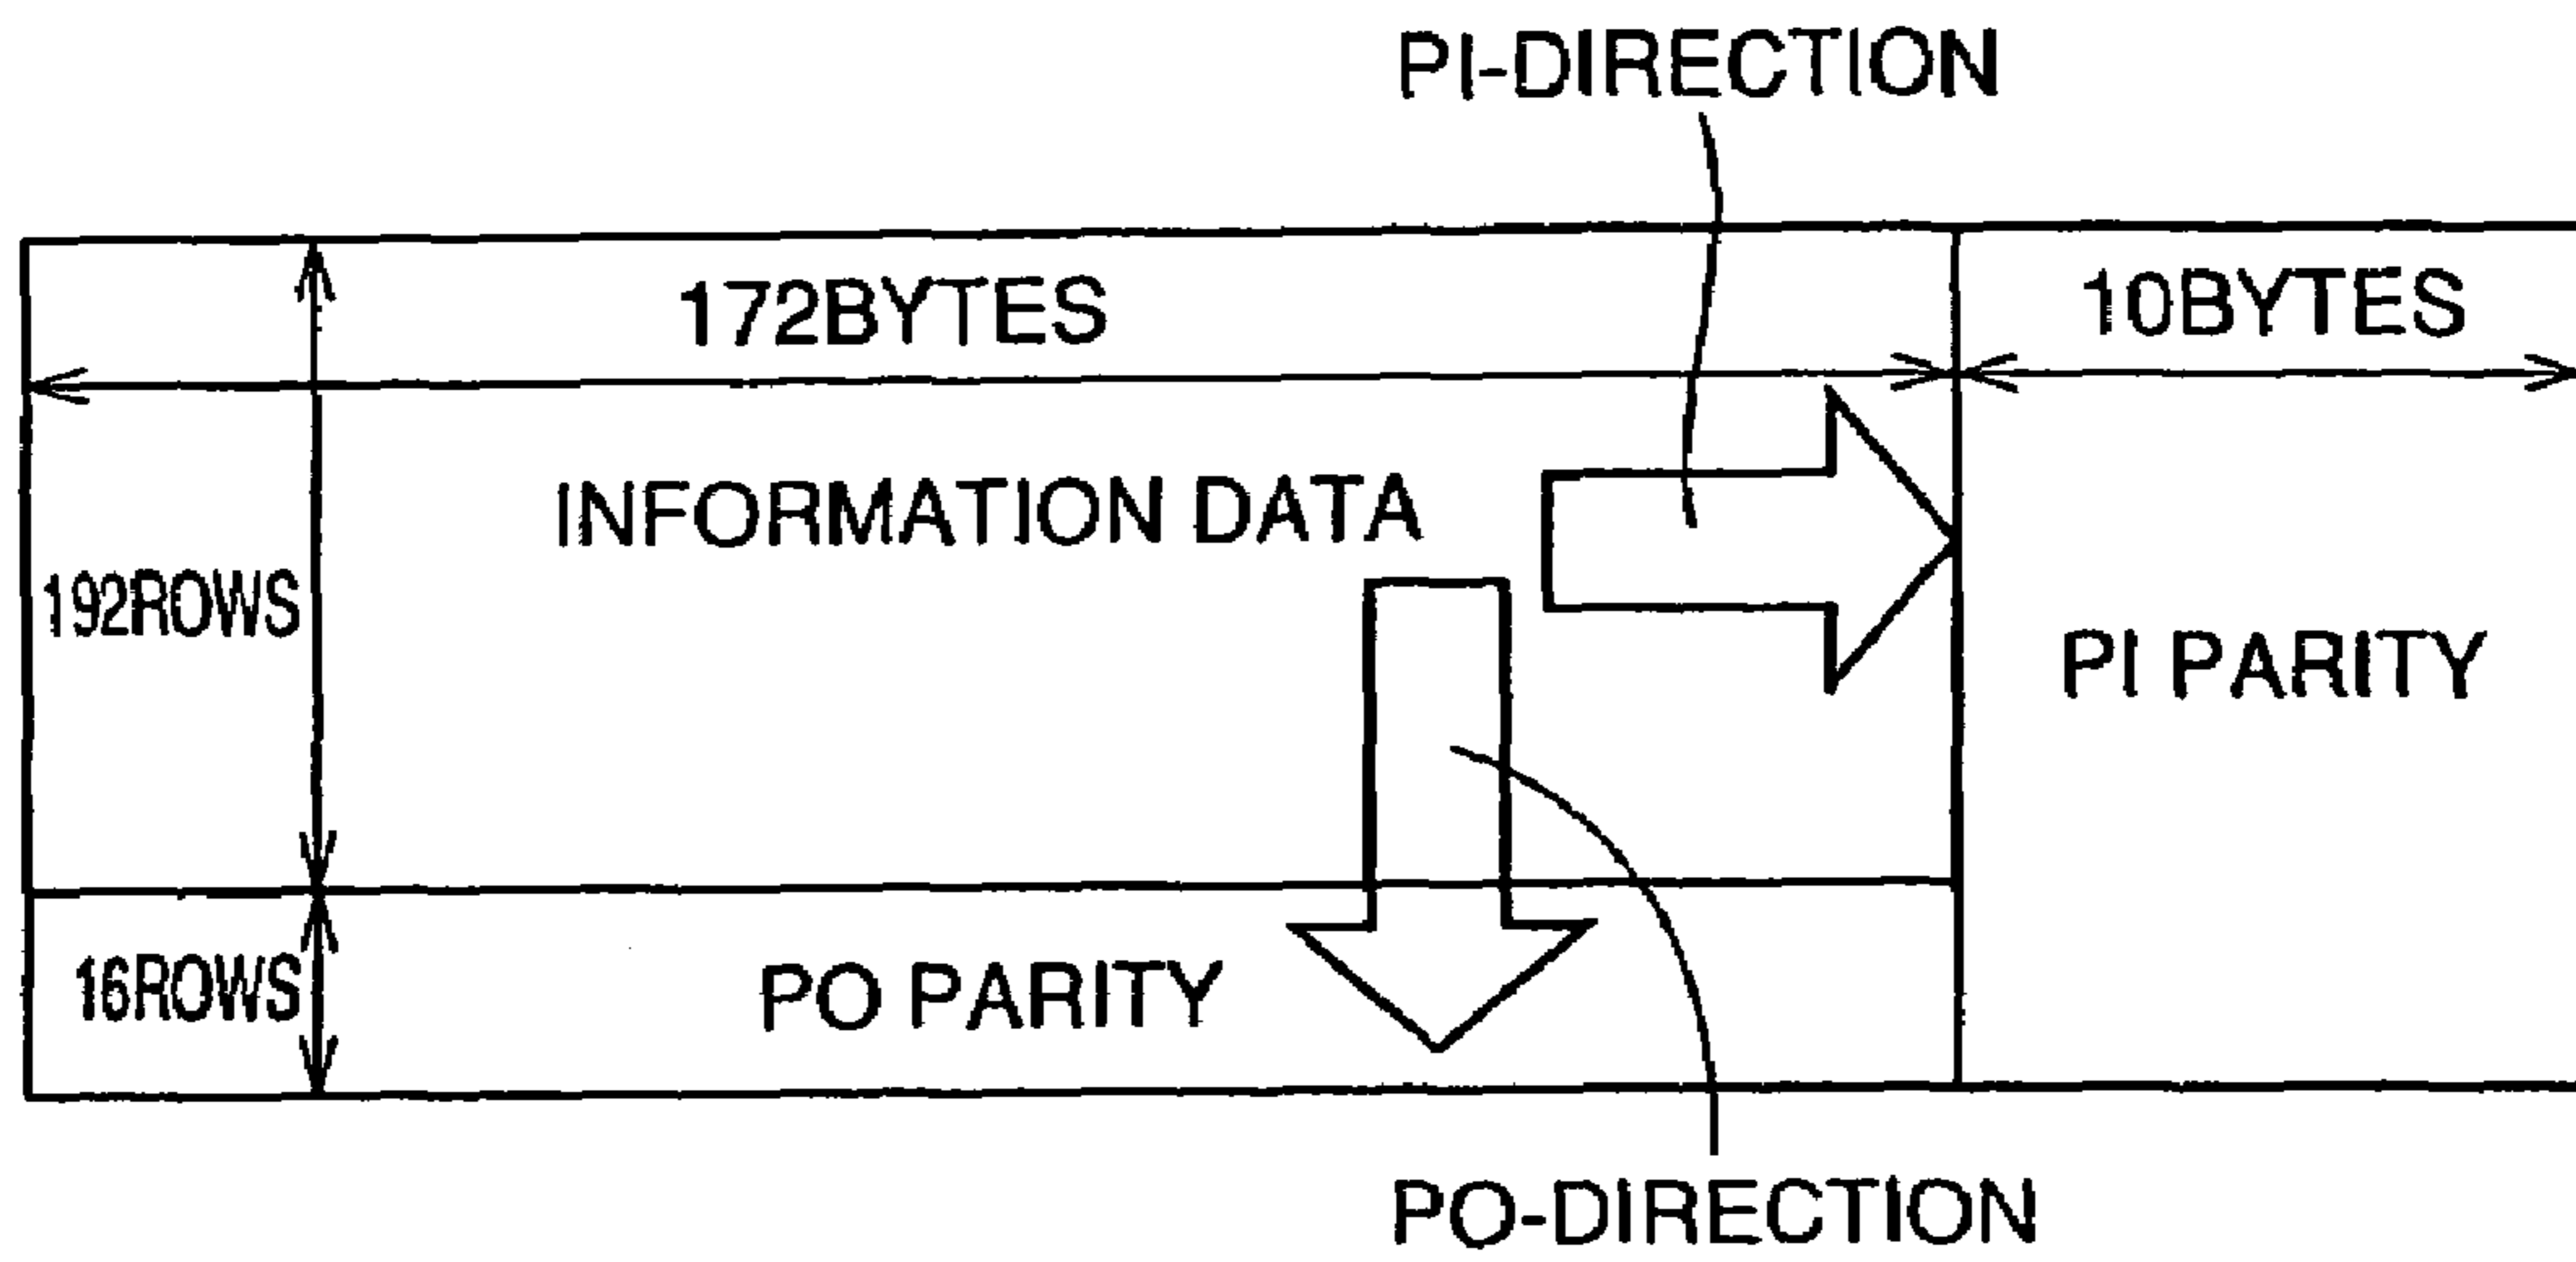 PI-DIRECTION
172BYTES
10BYTES
INFORMATION DATA
192ROWS
PI PARITY
16ROWS
PO PARITY
PO-DIRECTION